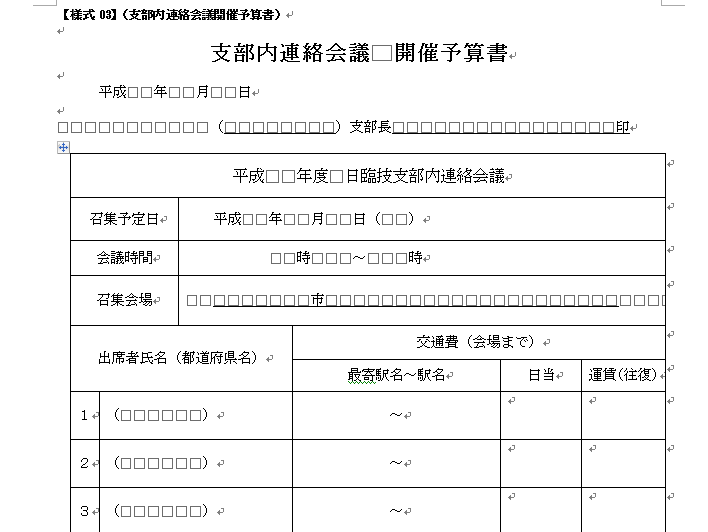 【様式 03】（支部内連絡会議開催予算書）
支部内連絡会議□開催予算書
平成□□年□□月□□日
□□□□□□□□□□□（□□□□□□□□）支部長□□□□□□□□□□□□□□□□印
平成□□年度□日臨技支部内連絡会議
召集予定日 平成□□年□□月□□日（□□）
会議時間 □□時□□□～□□□時
召集会場 □□□□□□□□□市□□□□□□□□□□□□□□□□□□□□□□□□□
出席者氏名（都道府県名） 交通費（会場まで）
最寄駅名～駅名 日当 運賃(往復)
1 （□□□□□□） ～
2 （□□□□□□） ～
3 （□□□□□□） ～